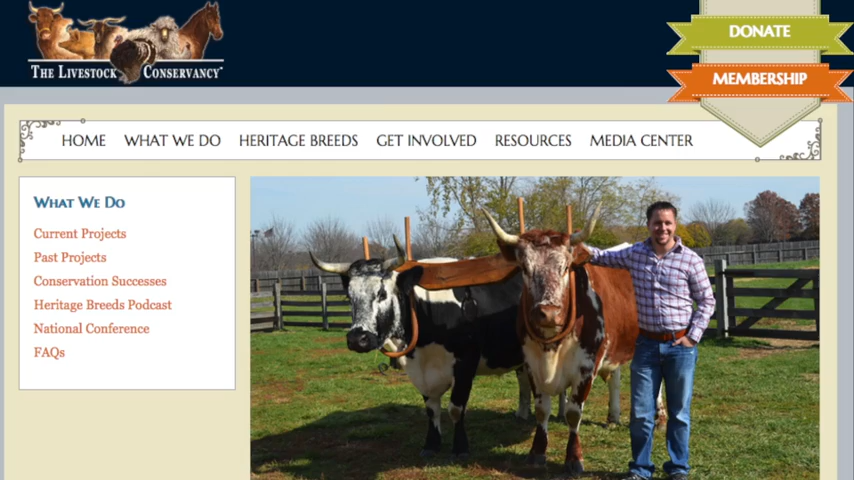 The Livestock Conservancy
DONATE
MEMBERSHIP
HOME WHAT WE DO HERITAGE BREEDS GET INVOLVED RESOURCES MEDIA CENTER
What We Do
Current Projects
Past Projects
Conservation Successes
Heritage Breeds Podcast
National Conference
FAQs